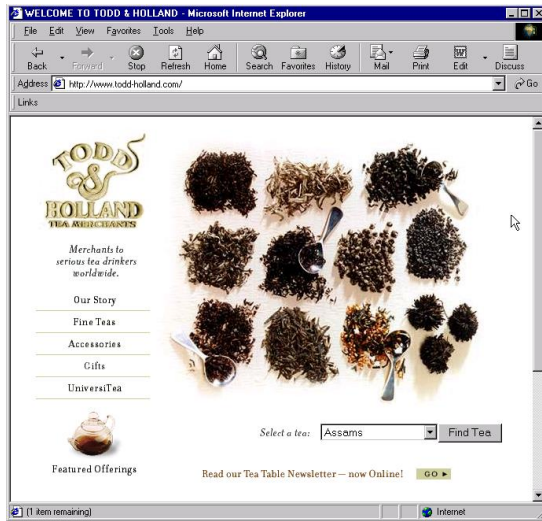 WELCOME TO TODD & HOLLAND - Microsoft Internet Explorer
File Edit View Favorites Tools Help
Back Forward Stop Refresh Home Search Favorites History Mail Print Edit Discuss
Address http://www.todd-holland.com/ Go
Links
TODD
&
HOLLAND
TEA MERCHANTS
Merchants to
serious tea drinkers
worldwide.
Our Story
Fine Teas
Accessories
Gifts
UniversiTea
Featured Offerings
Select a tea: Assams Find Tea
Read our Tea Table Newsletter — now Online! GO
(1 item remaining) Internet